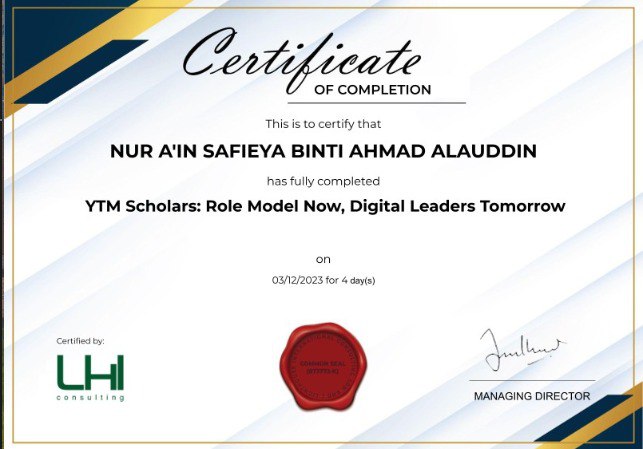 Certificate
OF COMPLETION
This is to certify that
NUR A'IN SAFIEYA BINTI AHMAD ALAUDDIN
has fully completed
YTM Scholars: Role Model Now, Digital Leaders Tomorrow
on
03/12/2023 for 4 day(s)
Certified by:
LHI
consulting
COMMON SEAL
MANAGING DIRECTOR